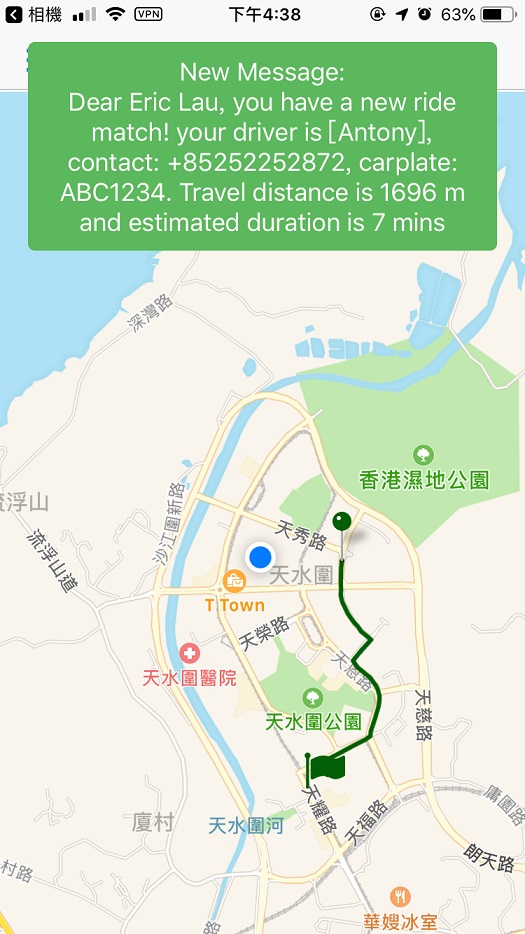 相機 VPN 下午4:38 63%
New Message:
Dear Eric Lau, you have a new ride
match! your driver is [Antony],
contact: +85252252872, carplate:
ABC1234. Travel distance is 1696 m
and estimated duration is 7 mins
深灣路
香港濕地公園
流浮山
沙江圍新路
天秀路
流浮山道
天水圍
T Town
天榮路
天水圍醫院
天恩路
天水圍公園
天慈路
天耀路
廈村
天水圍河
天福路
庸園路
朗天路
村路
路
華嫂冰室